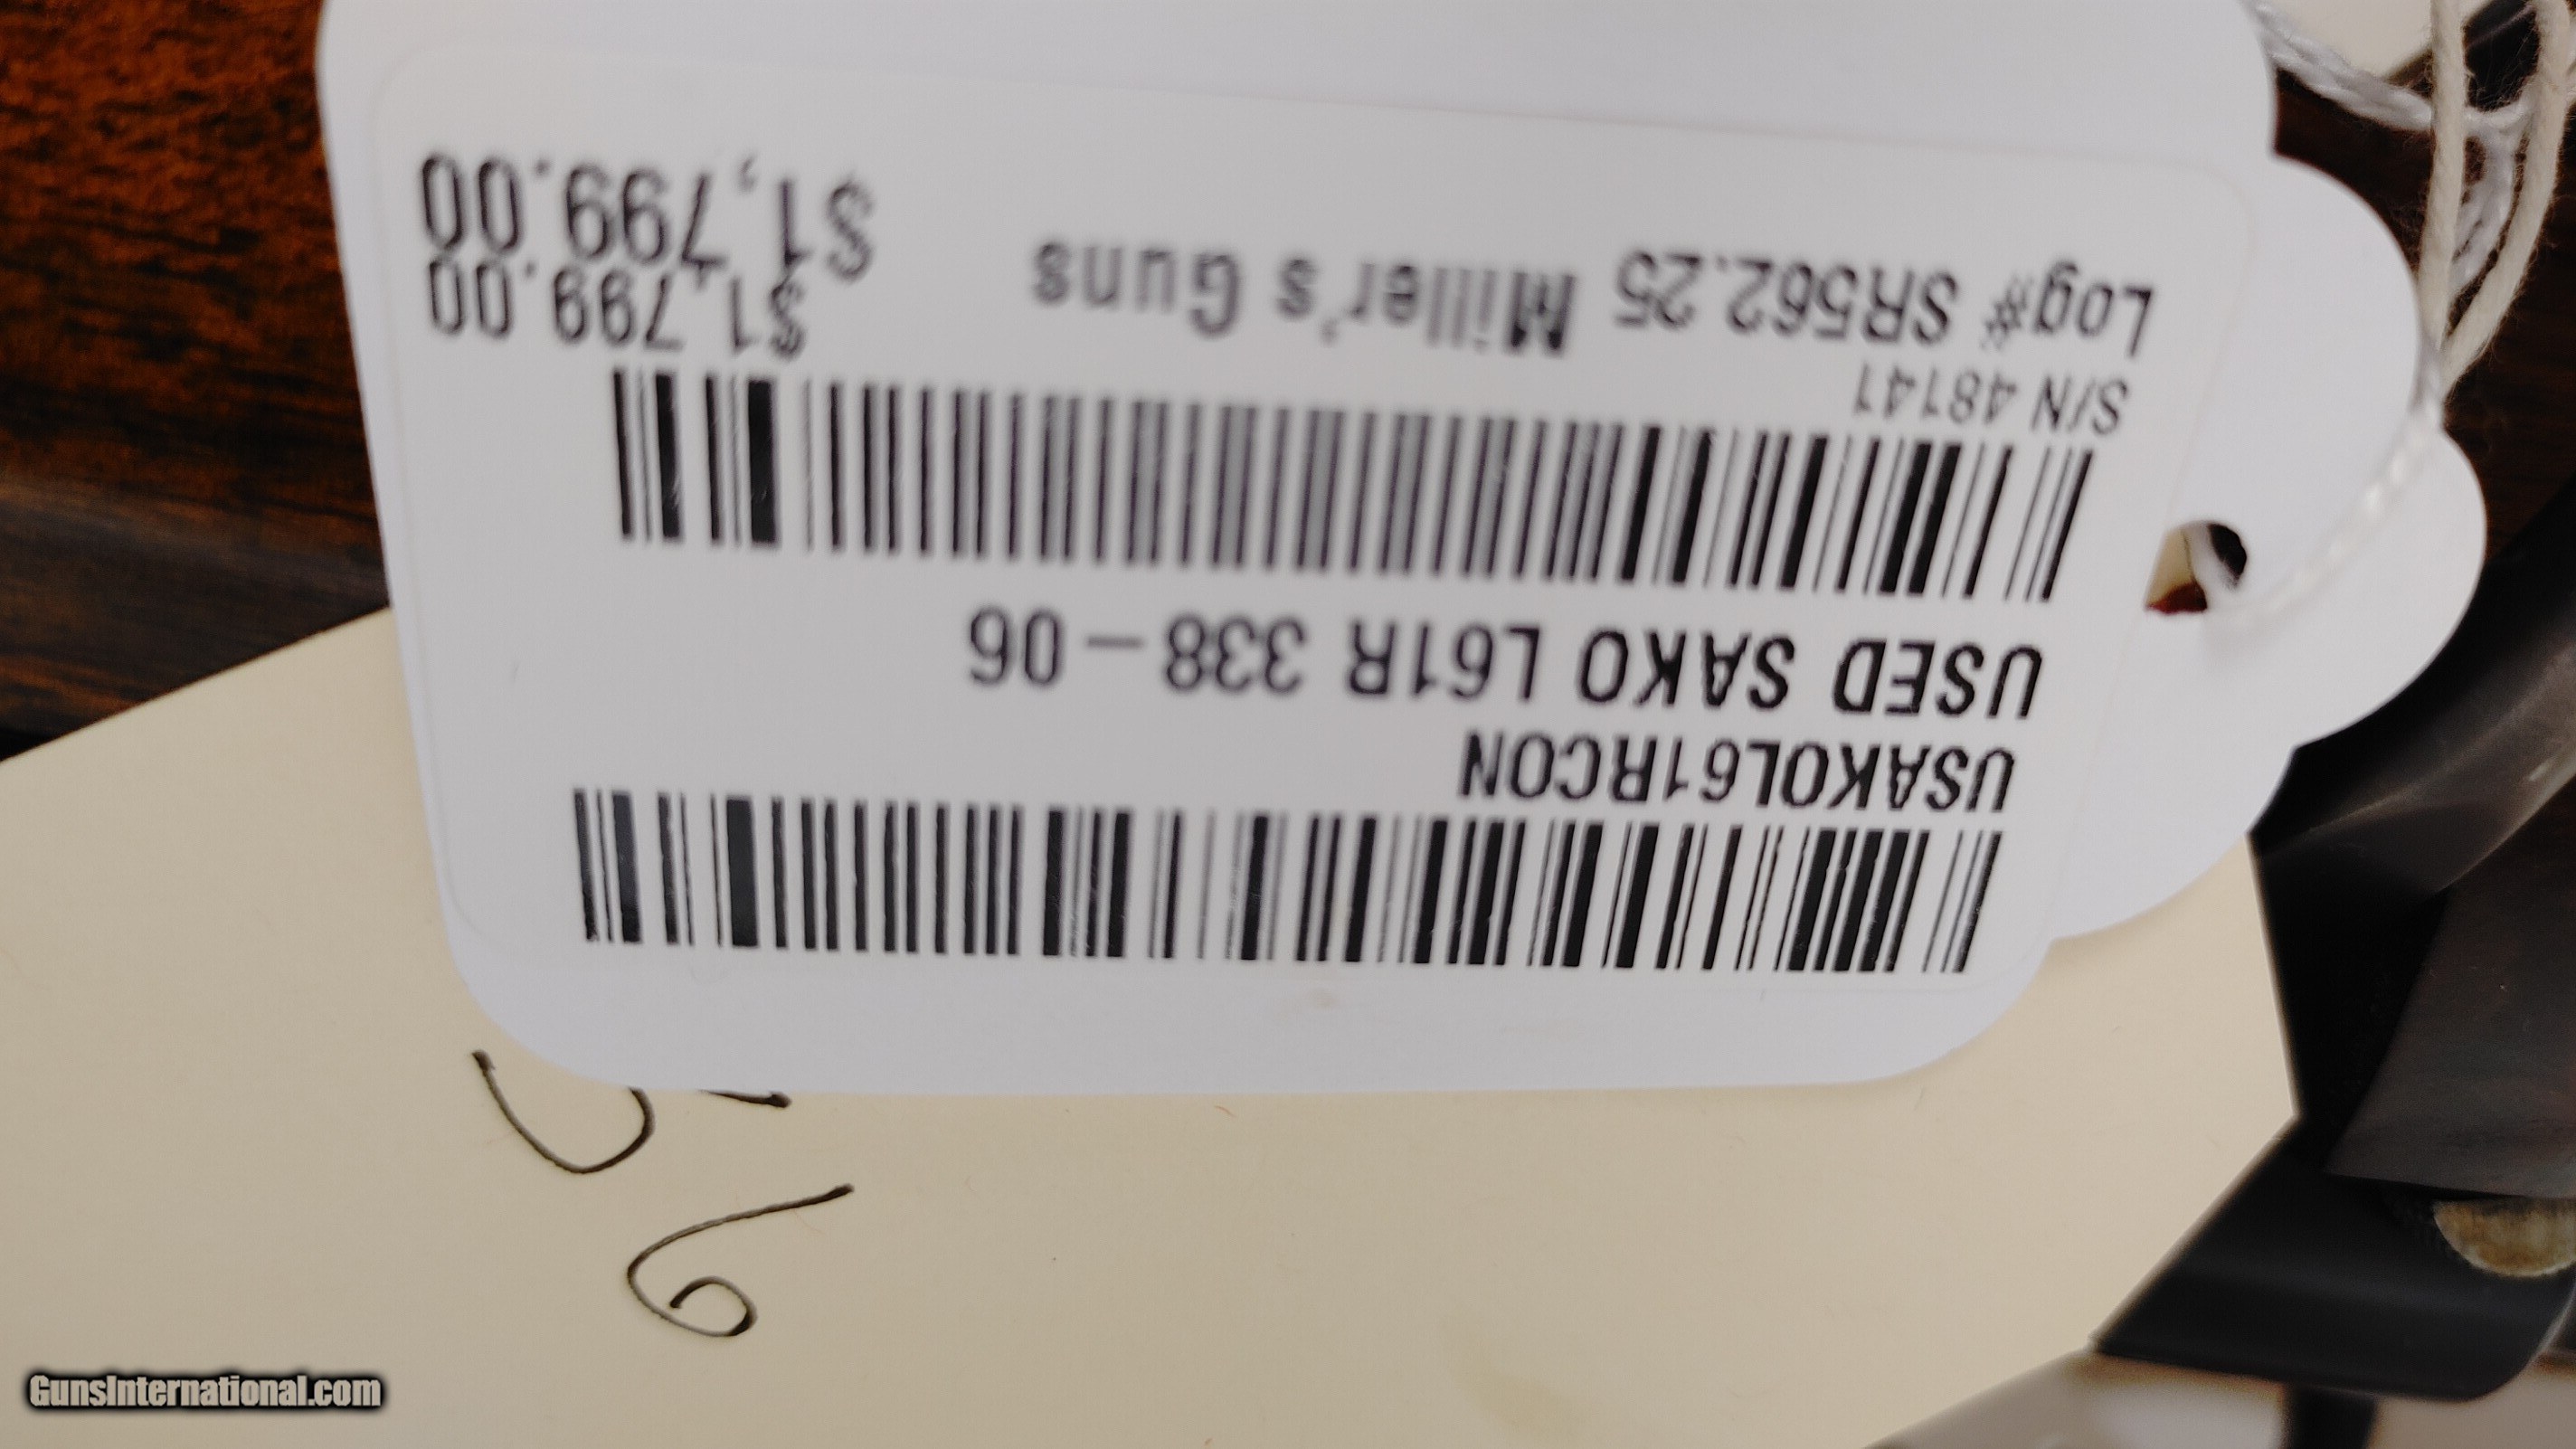 USAKOL61RCON
USED SAKO L61R 338-06
S/N 48141
$1,799.00
Log# SR562.25 Miller's Guns
$1,799.00
GunsInternational.com